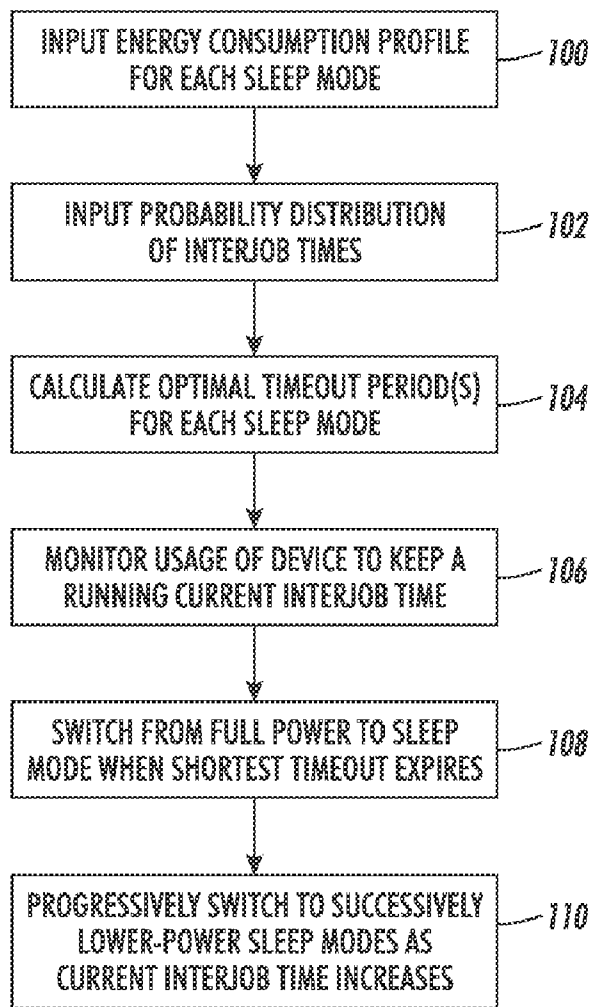 INPUT ENERGY CONSUMPTION PROFILE
FOR EACH SLEEP MODE
100
INPUT PROBABILITY DISTRIBUTION
OF INTERJOB TIMES
102
CALCULATE OPTIMAL TIMEOUT PERIOD(S)
FOR EACH SLEEP MODE
104
MONITOR USAGE OF DEVICE TO KEEP A
RUNNING CURRENT INTERJOB TIME
106
SWITCH FROM FULL POWER TO SLEEP
MODE WHEN SHORTEST TIMEOUT EXPIRES
108
PROGRESSIVELY SWITCH TO SUCCESSIVELY
LOWER-POWER SLEEP MODES AS
CURRENT INTERJOB TIME INCREASES
110